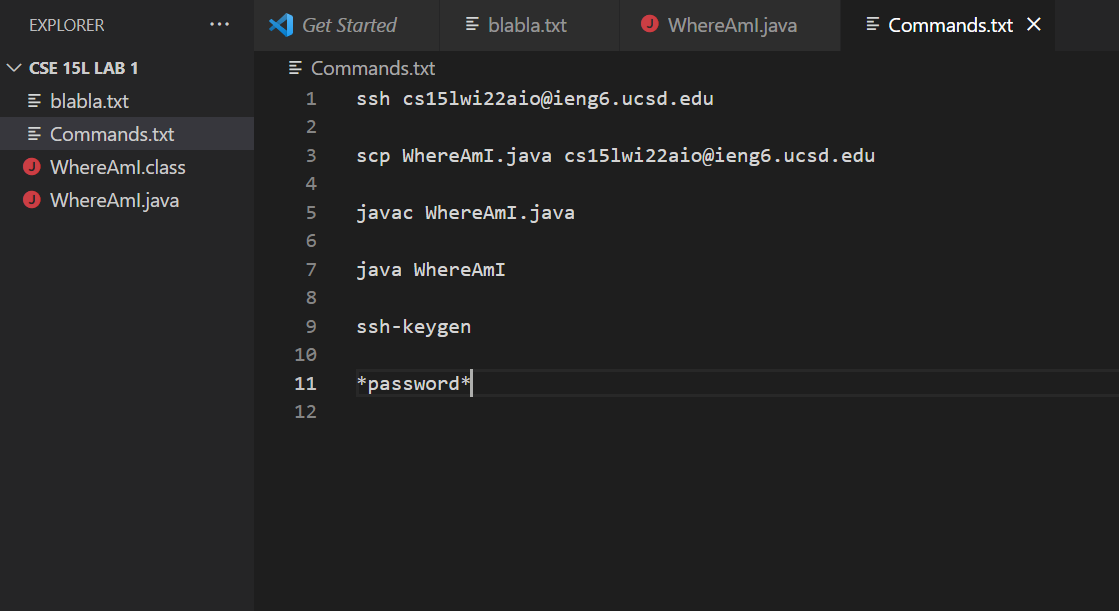 EXPLORER ···
Get Started
blabla.txt
WhereAmI.java
Commands.txt
CSE 15L LAB 1
blabla.txt
Commands.txt
WhereAmI.class
WhereAmI.java
Commands.txt
1 ssh cs15lwi22aio@ieng6.ucsd.edu
2
3 scp WhereAmI.java cs15lwi22aio@ieng6.ucsd.edu
4
5 javac WhereAmI.java
6
7 java WhereAmI
8
9 ssh-keygen
10
11 *password*
12